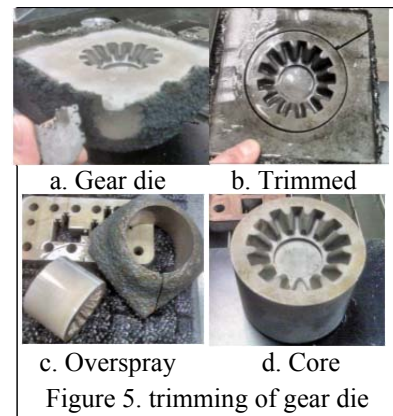 a. Gear die b. Trimmed
c. Overspray d. Core
Figure 5. trimming of gear die